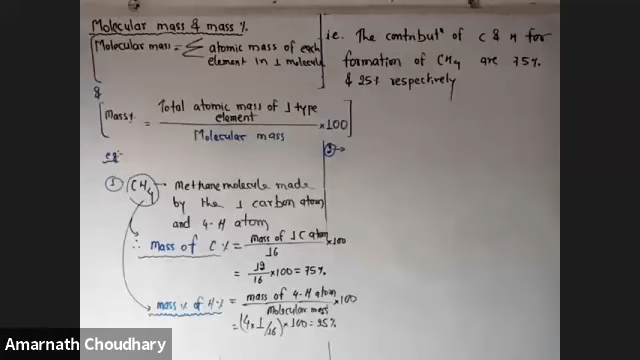 Molecular mass & mass %.
Molecular mass = Σ atomic mass of each
element in 1 molecule
&
Mass% = Total atomic mass of 1 type
element
Molecular mass
×100
eg:-
① CH4 → Methane molecule made
by the 1 carbon atom
and 4-H atom
∴ Mass of C % = Mass of 1 C atom
16
×100
= 12
16
×100 = 75%
mass % of H% = mass of 4-H atom
Molecular mass
×100
= (4×1/16)×100 = 25%
i.e. The contributⁿ of C & H for
formation of CH4 are 75%
& 25% respectively
②→
Amarnath Choudhary